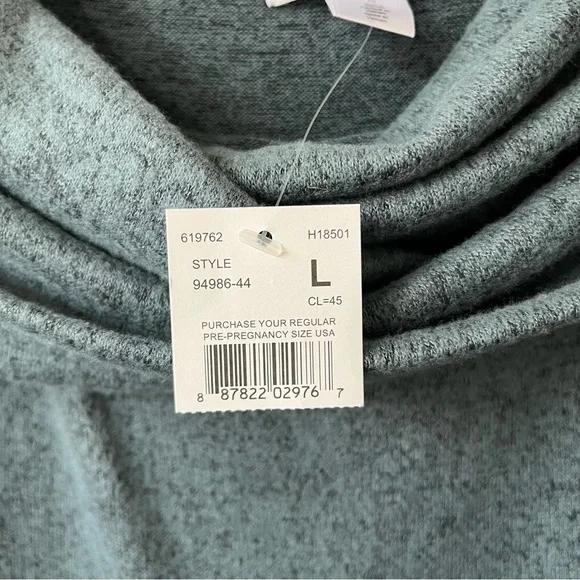 619762 H18501
STYLE L
94986-44 CL=45
PURCHASE YOUR REGULAR
PRE-PREGNANCY SIZE USA
8 87822 02976 7